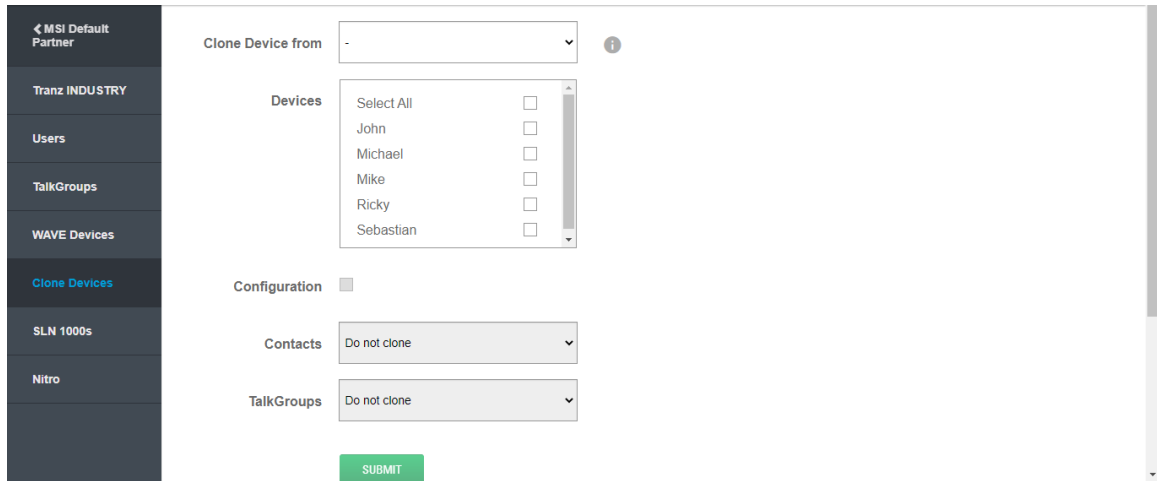 MSI Default
Partner
Tranz INDUSTRY
Users
TalkGroups
WAVE Devices
Clone Devices
SLN 1000s
Nitro
Clone Device from
-
Devices
Select All
John
Michael
Mike
Ricky
Sebastian
Configuration
Contacts
Do not clone
TalkGroups
Do not clone
SUBMIT